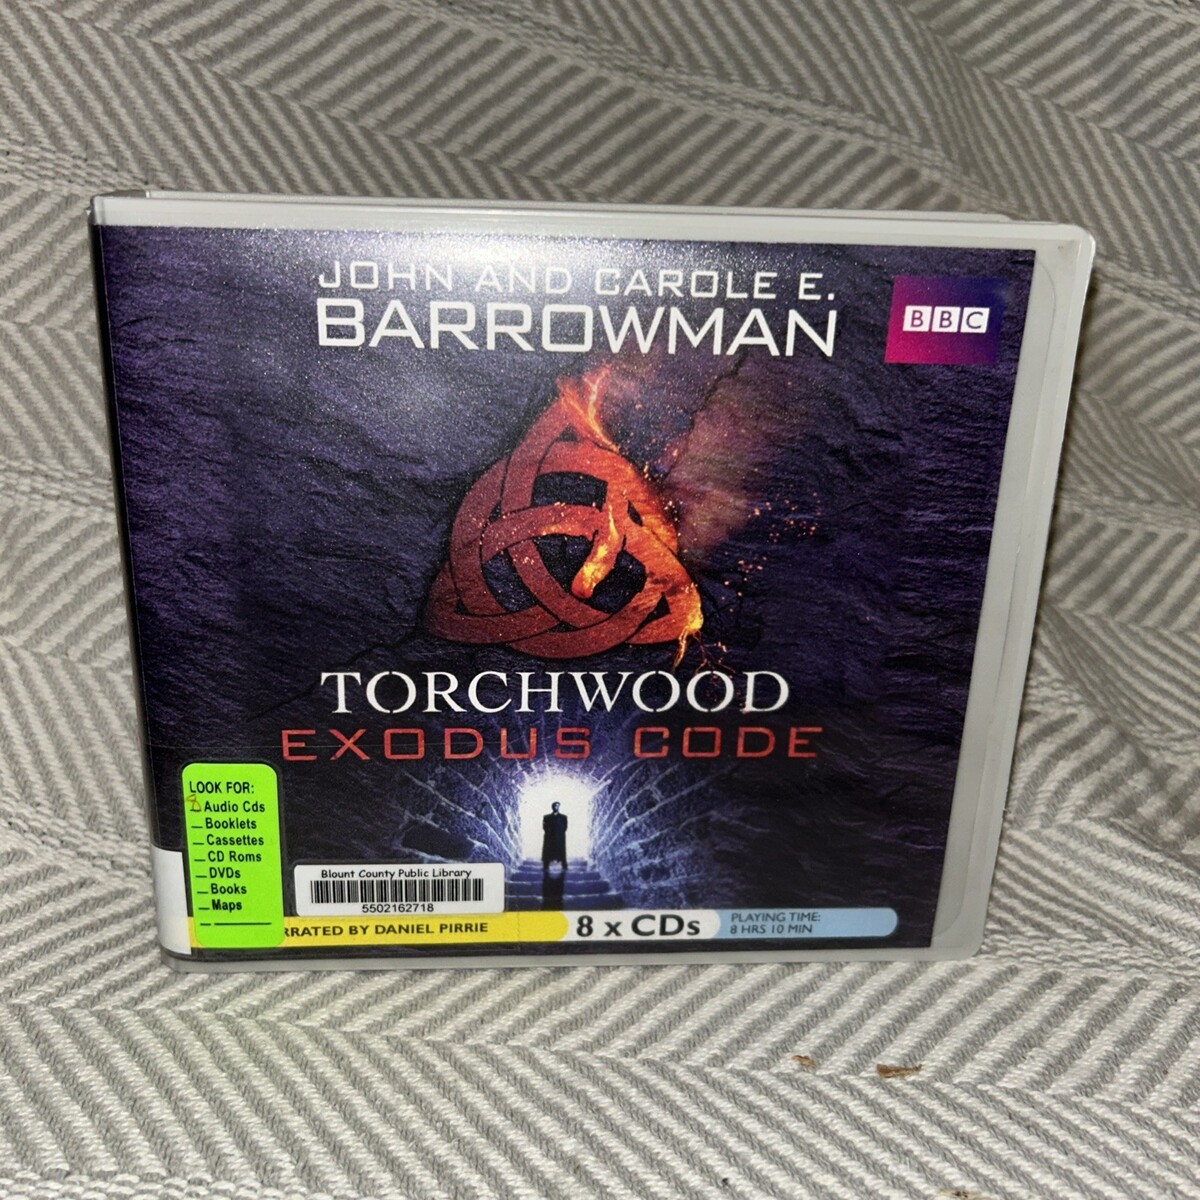 JOHN AND CAROLE E.
BARROWMAN
BBC
TORCHWOOD
EXODUS CODE
LOOK FOR:
8 Audio Cds
_ Booklets
_ Cassettes
_ CD Roms
_ DVDs
_ Books
_ Maps
Blount County Public Library
5502162718
RRATED BY DANIEL PIRRIE
8 x CDs
PLAYING TIME:
8 HRS 10 MIN